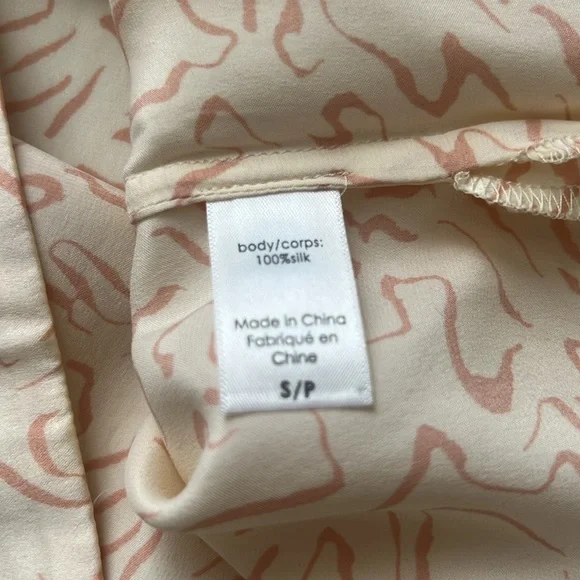 body/corps:
100%silk
Made in China
Fabriqué en
Chine
S/P